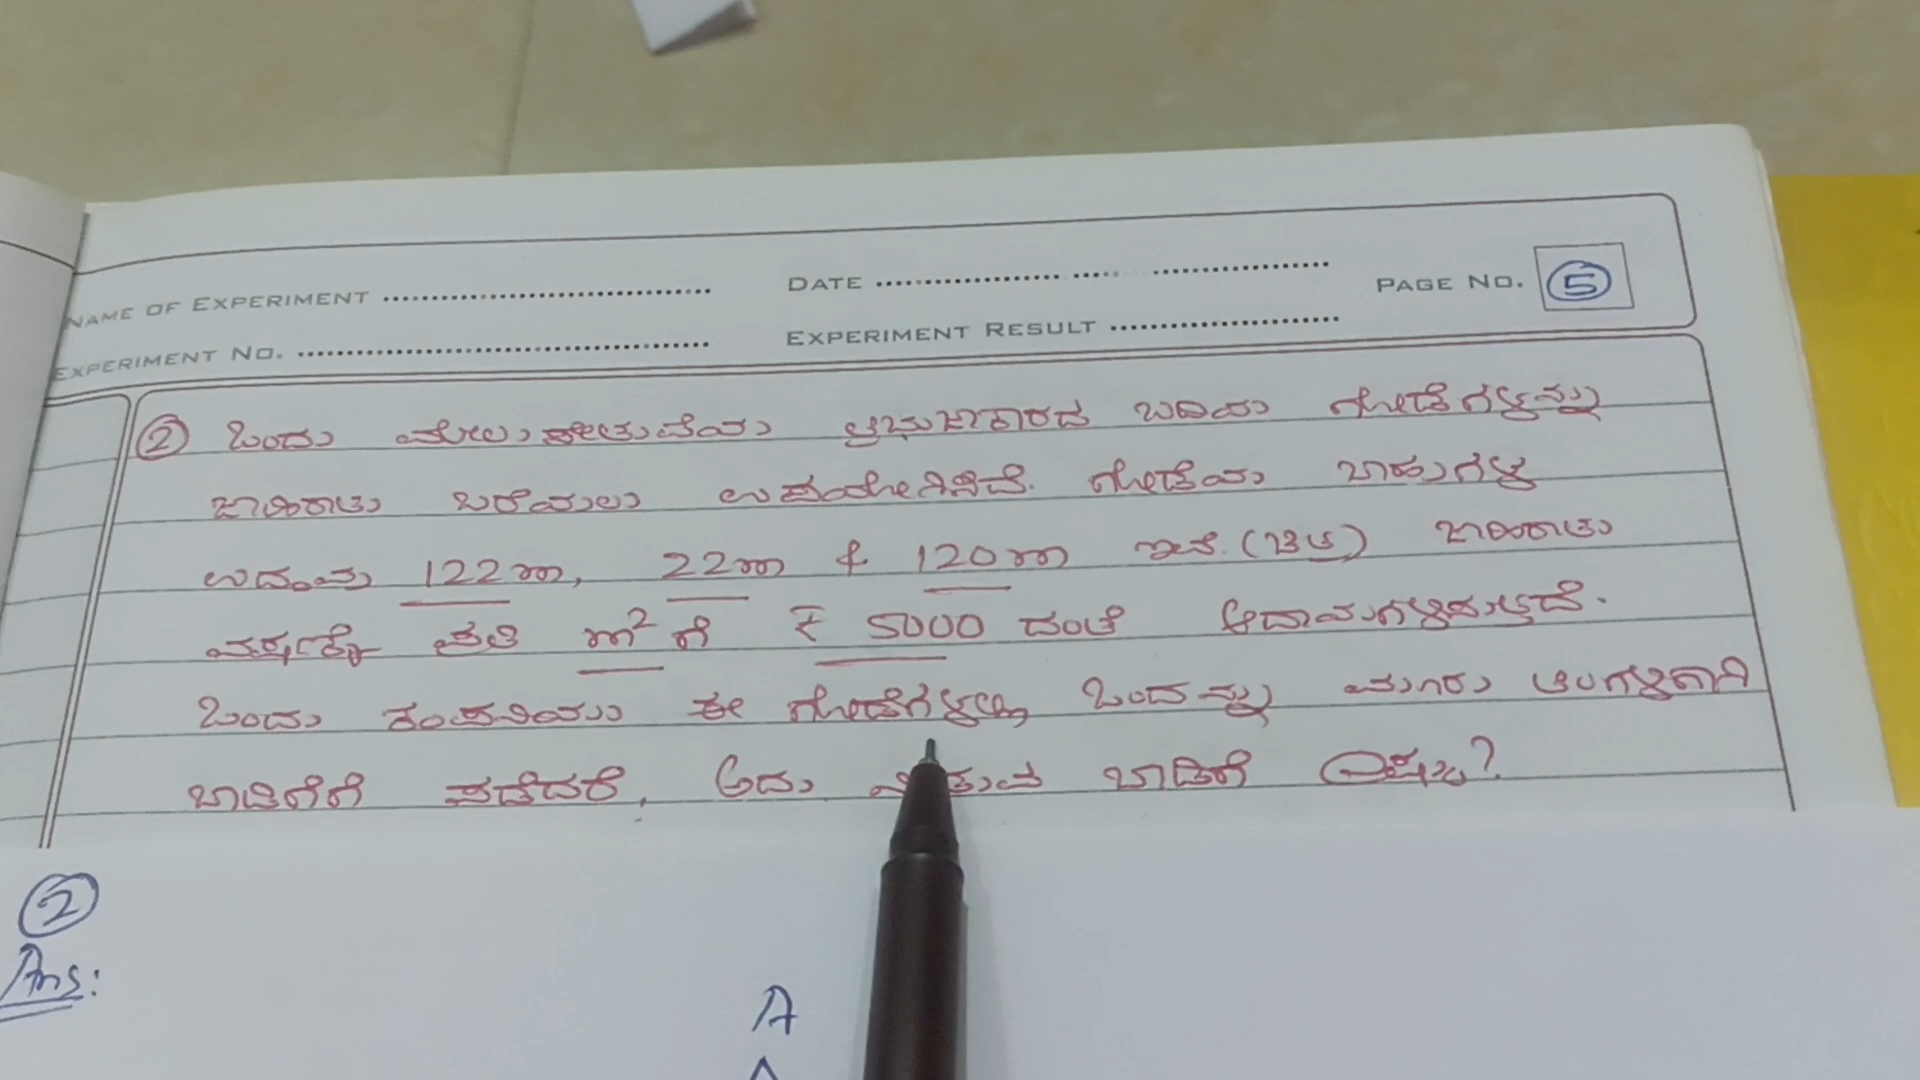 NAME OF EXPERIMENT
DATE
PAGE NO. 5
EXPERIMENT NO.
EXPERIMENT RESULT
② ಒಂದು ಮೇಲು ಸೇತುವೆಯ ತ್ರಿಭುಜಾಕಾರದ ಬದಿಯ ಗೋಡೆಗಳನ್ನು
ಜಾಹಿರಾತು ಬರೆಯಲು ಉಪಯೋಗಿಸಿದೆ. ಗೋಡೆಯ ಬಾಹುಗಳ
ಉದ್ದವು 122m, 22m & 120m ಇವೆ. (ಚಿತ್ರ) ಜಾಹಿರಾತು
ವರ್ಷಕ್ಕೆ ಪ್ರತಿ m² ಗೆ ₹ 5000 ದಂತೆ ಆದಾಯಗಳಿಸುತ್ತದೆ.
ಒಂದು ಕಂಪನಿಯು ಈ ಗೋಡೆಗಳಲ್ಲಿ ಒಂದನ್ನು ಮೂರು ತಿಂಗಳಿಗಾಗಿ
ಬಾಡಿಗೆಗೆ ಪಡೆದರೆ, ಅದು ಬಾಡಿಗೆ ಎಷ್ಟು?
②
Ans:
A